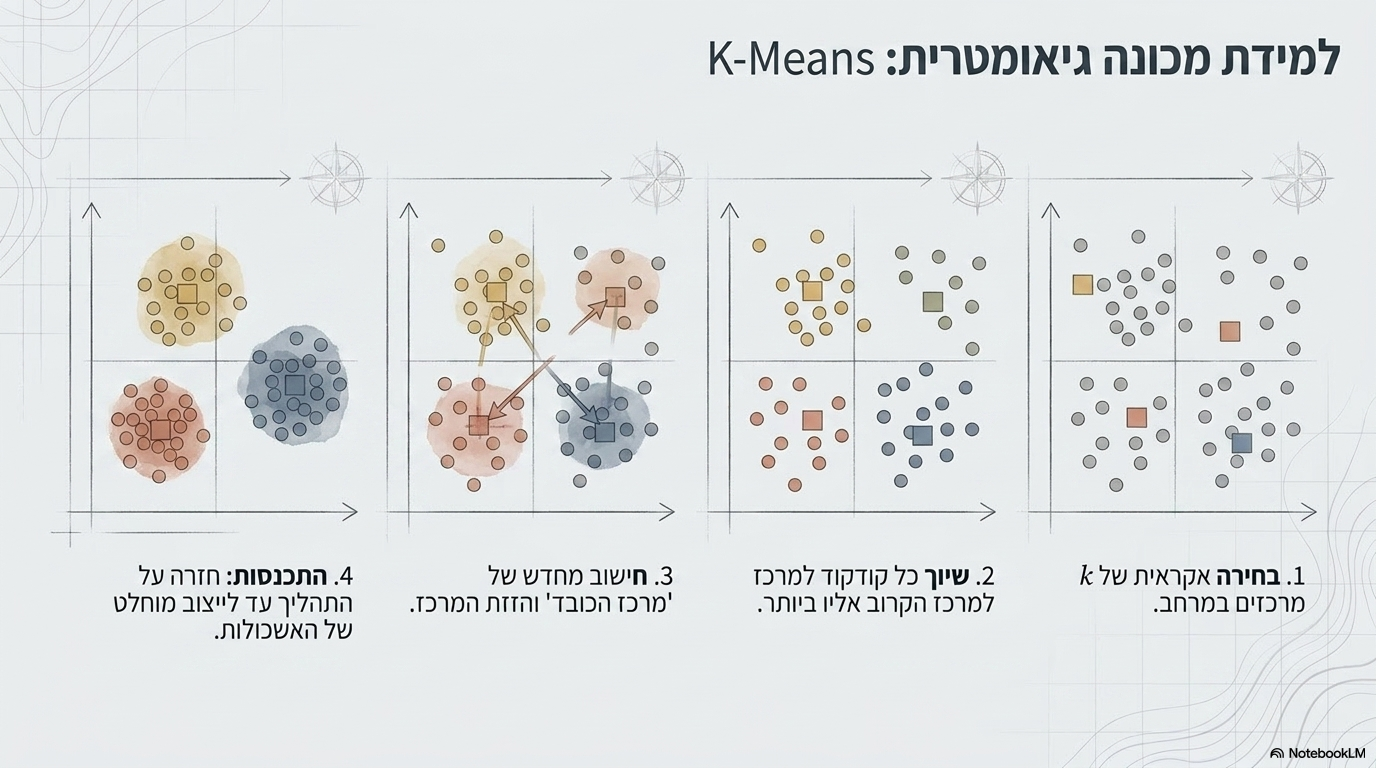 למידת מכונה גיאומטרית: K-Means
1. בחירה אקראית של k
מרכזים במרחב.
2. שיוך כל קודקוד למרכז
למרכז הקרוב אליו ביותר.
3. חישוב מחדש של
'מרכז הכובד' והזזת המרכז.
4. התכנסות: חזרה על
התהליך עד לייצוב מוחלט
של האשכולות.
NotebookLM